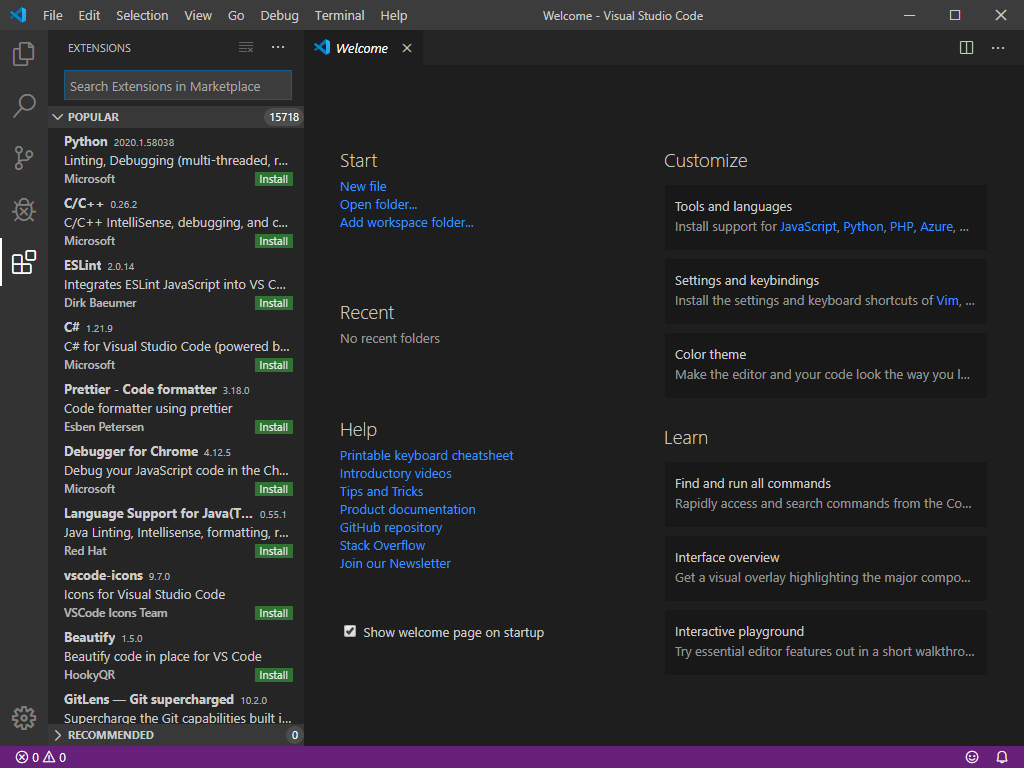 File Edit Selection View Go Debug Terminal Help Welcome - Visual Studio Code
EXTENSIONS
Search Extensions in Marketplace
POPULAR 15718
Python 2020.1.58038
Linting, Debugging (multi-threaded, r...
Microsoft Install
C/C++ 0.26.2
C/C++ IntelliSense, debugging, and c...
Microsoft Install
ESLint 2.0.14
Integrates ESLint JavaScript into VS C...
Dirk Baeumer Install
C# 1.21.9
C# for Visual Studio Code (powered b...
Microsoft Install
Prettier - Code formatter 3.18.0
Code formatter using prettier
Esben Petersen Install
Debugger for Chrome 4.12.5
Debug your JavaScript code in the Ch...
Microsoft Install
Language Support for Java(T... 0.55.1
Java Linting, Intellisense, formatting, r...
Red Hat Install
vscode-icons 9.7.0
Icons for Visual Studio Code
VSCode Icons Team Install
Beautify 1.5.0
Beautify code in place for VS Code
HookyQR Install
GitLens — Git supercharged 10.2.0
Supercharge the Git capabilities built i...
RECOMMENDED 0
Welcome
Start
New file
Open folder...
Add workspace folder...
Recent
No recent folders
Help
Printable keyboard cheatsheet
Introductory videos
Tips and Tricks
Product documentation
GitHub repository
Stack Overflow
Join our Newsletter
Show welcome page on startup
Customize
Tools and languages
Install support for JavaScript, Python, PHP, Azure, ...
Settings and keybindings
Install the settings and keyboard shortcuts of Vim, ...
Color theme
Make the editor and your code look the way you l...
Learn
Find and run all commands
Rapidly access and search commands from the Co...
Interface overview
Get a visual overlay highlighting the major compo...
Interactive playground
Try essential editor features out in a short walkthro...
0 0